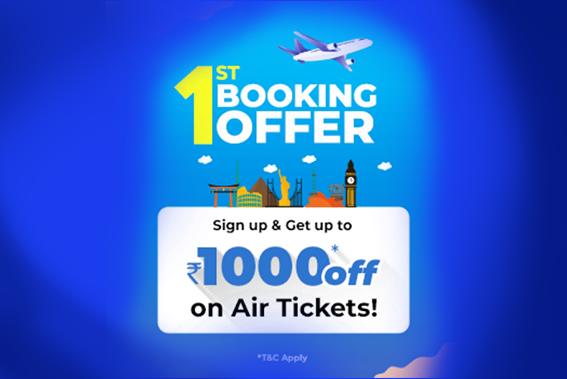 1ST
BOOKING
OFFER
Sign up & Get up to
₹1000*off
on Air Tickets!
*T&C Apply